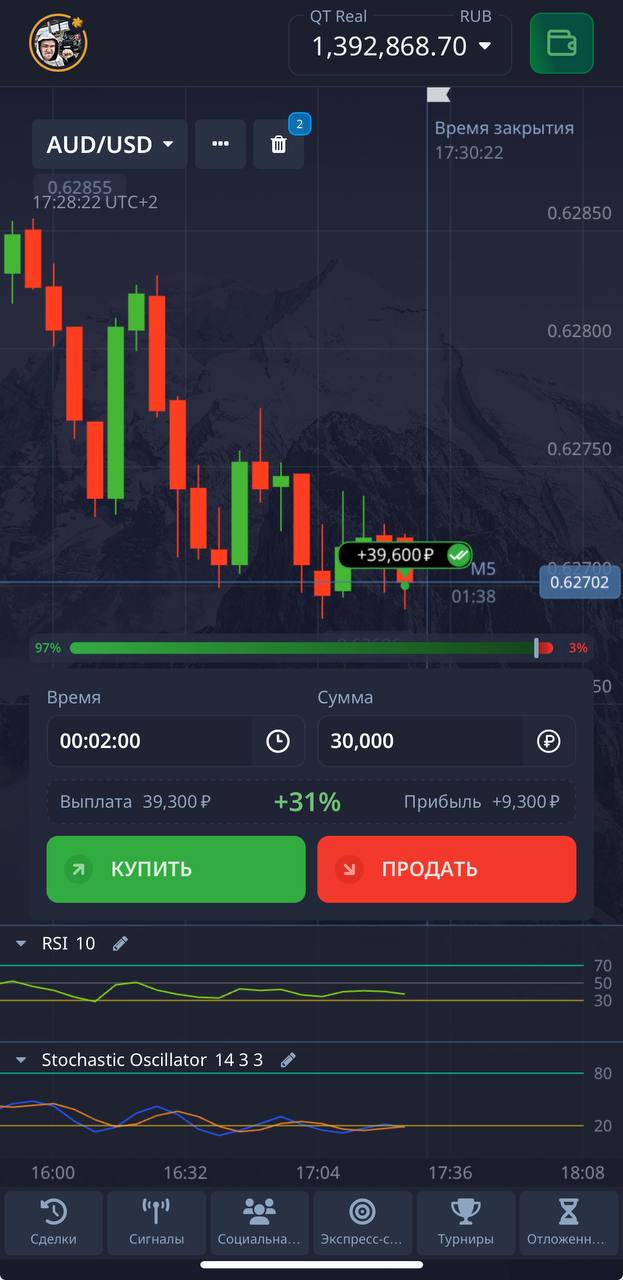 QT Real RUB
1,392,868.70
2
AUD/USD
Время закрытия
17:30:22
0.62855
17:28:22 UTC+2
0.62850
0.62800
0.62750
+39,600 ₽
M5
0.62700
0.62702
01:38
97% 3%
50
Время Сумма
00:02:00 30,000
Выплата 39,300 ₽ +31% Прибыль +9,300 ₽
КУПИТЬ ПРОДАТЬ
RSI 10
70
50
30
Stochastic Oscillator 14 3 3
80
20
16:00 16:32 17:04 17:36 18:08
Сделки Сигналы Социальна... Экспресс-с... Турниры Отложенн...